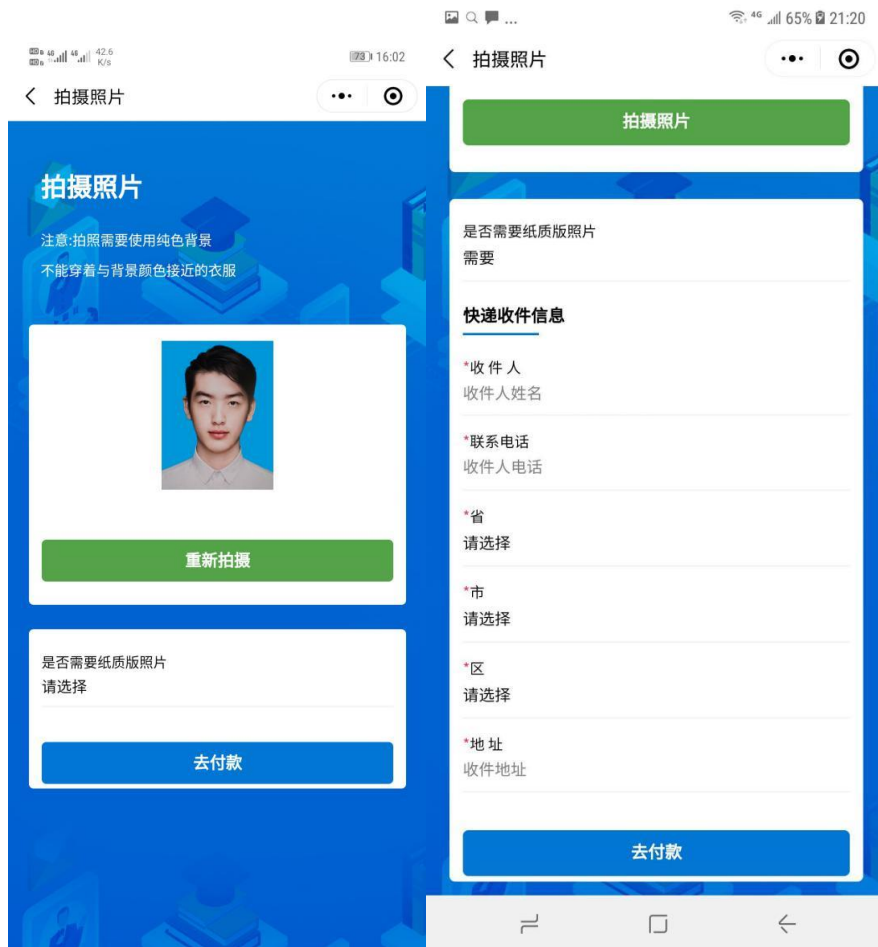 42.6
K/s
73
16:02
拍摄照片
拍摄照片
注意:拍照需要使用纯色背景
不能穿着与背景颜色接近的衣服
重新拍摄
是否需要纸质版照片
请选择
去付款
... 4G 65% 21:20
拍摄照片
拍摄照片
是否需要纸质版照片
需要
快递收件信息
*收 件 人
收件人姓名
*联系电话
收件人电话
*省
请选择
*市
请选择
*区
请选择
*地 址
收件地址
去付款